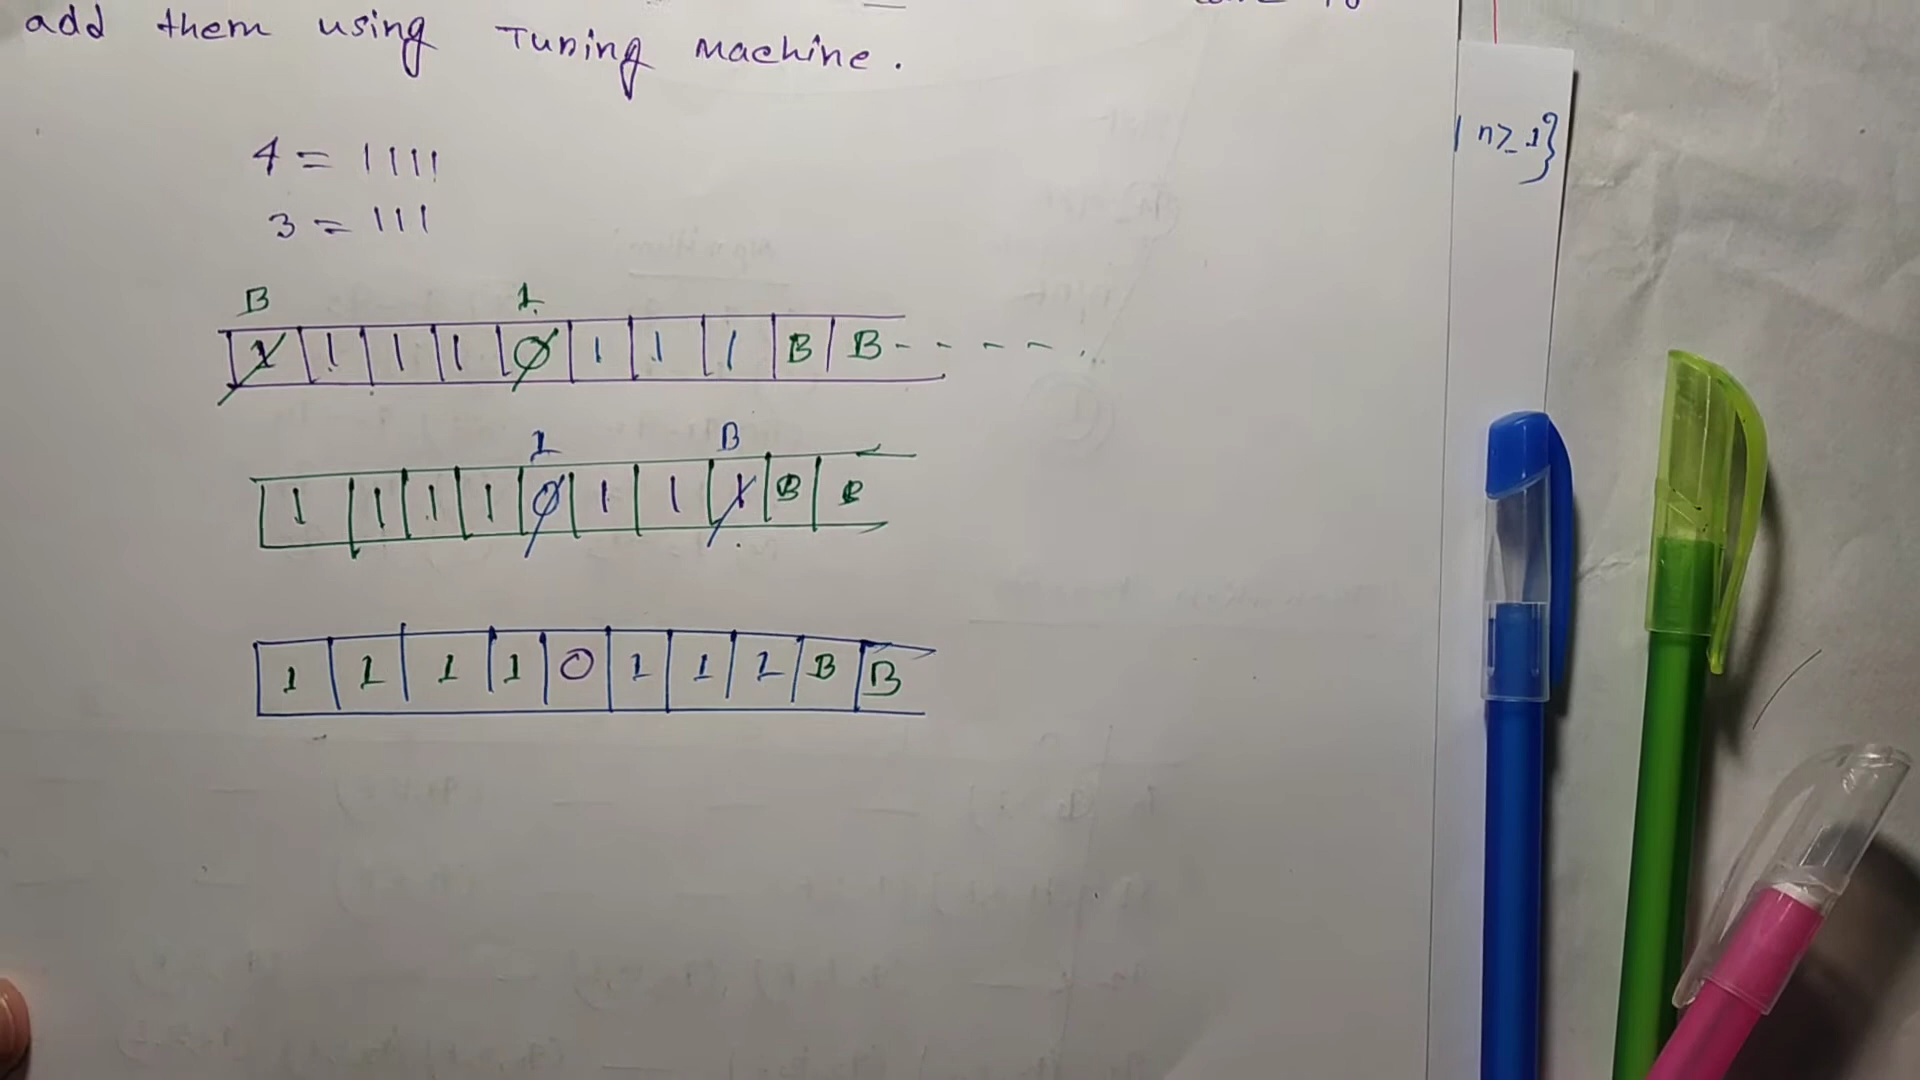 add them using Turing machine.
| n ≥ 1}
4 = 1111
3 = 111
B 1
1 1 1 1 0 1 1 1 B B - - - - -
1 B
1 1 1 1 0 1 1 1 B B
1 1 1 1 0 1 1 1 B B